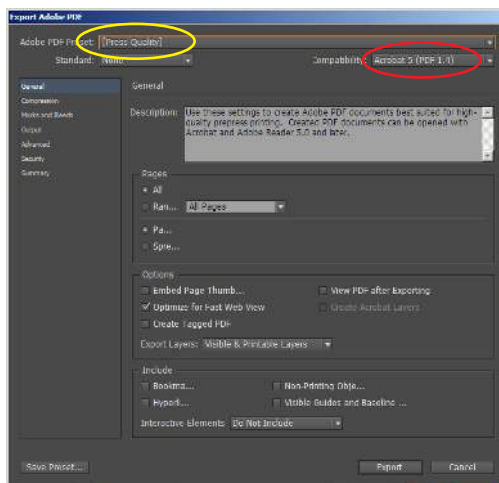 Export Adobe PDF
Adobe PDF Preset: [Press Quality]
Standard: None
Compatibility: Acrobat 5 (PDF 1.4)
General
Compression
Marks and Bleeds
Output
Advanced
Security
Summary
General
Description: Use these settings to create Adobe PDF documents best suited for high-
quality prepress printing. Created PDF documents can be opened with
Acrobat and Adobe Reader 5.0 and later.
Pages
All
Ran... All Pages
Pa...
Spre...
Options
Embed Page Thumb...
View PDF after Exporting
Optimize for Fast Web View
Create Acrobat Layers
Create Tagged PDF
Export Layers: Visible & Printable Layers
Include
Bookma...
Non-Printing Obje...
Hyperl...
Visible Guides and Baseline ...
Interactive Elements Do Not Include
Save Preset...
Export
Cancel